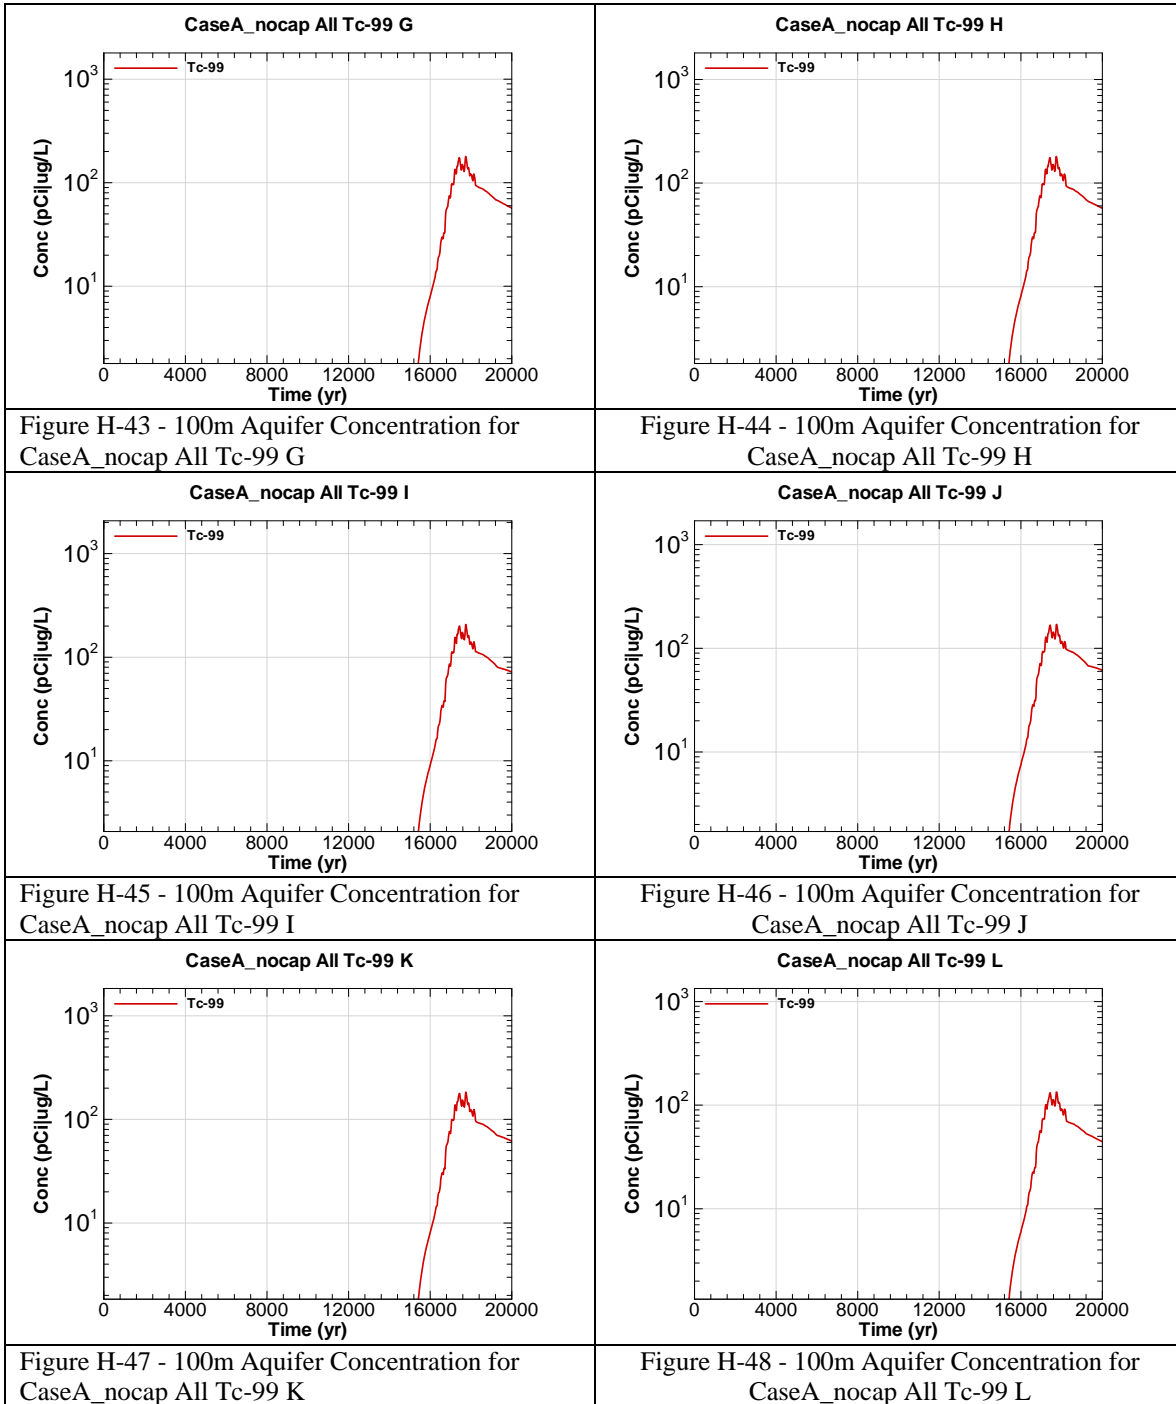 CaseA_nocap All Tc-99 G
Tc-99
10³
10²
10¹
Conc (pCi|ug/L)
0 4000 8000 12000 16000 20000
Time (yr)
Figure H-43 - 100m Aquifer Concentration for
CaseA_nocap All Tc-99 G
CaseA_nocap All Tc-99 H
Tc-99
10³
10²
10¹
Conc (pCi|ug/L)
0 4000 8000 12000 16000 20000
Time (yr)
Figure H-44 - 100m Aquifer Concentration for
CaseA_nocap All Tc-99 H
CaseA_nocap All Tc-99 I
Tc-99
10³
10²
10¹
Conc (pCi|ug/L)
0 4000 8000 12000 16000 20000
Time (yr)
Figure H-45 - 100m Aquifer Concentration for
CaseA_nocap All Tc-99 I
CaseA_nocap All Tc-99 J
Tc-99
10³
10²
10¹
Conc (pCi|ug/L)
0 4000 8000 12000 16000 20000
Time (yr)
Figure H-46 - 100m Aquifer Concentration for
CaseA_nocap All Tc-99 J
CaseA_nocap All Tc-99 K
Tc-99
10³
10²
10¹
Conc (pCi|ug/L)
0 4000 8000 12000 16000 20000
Time (yr)
Figure H-47 - 100m Aquifer Concentration for
CaseA_nocap All Tc-99 K
CaseA_nocap All Tc-99 L
Tc-99
10³
10²
10¹
Conc (pCi|ug/L)
0 4000 8000 12000 16000 20000
Time (yr)
Figure H-48 - 100m Aquifer Concentration for
CaseA_nocap All Tc-99 L